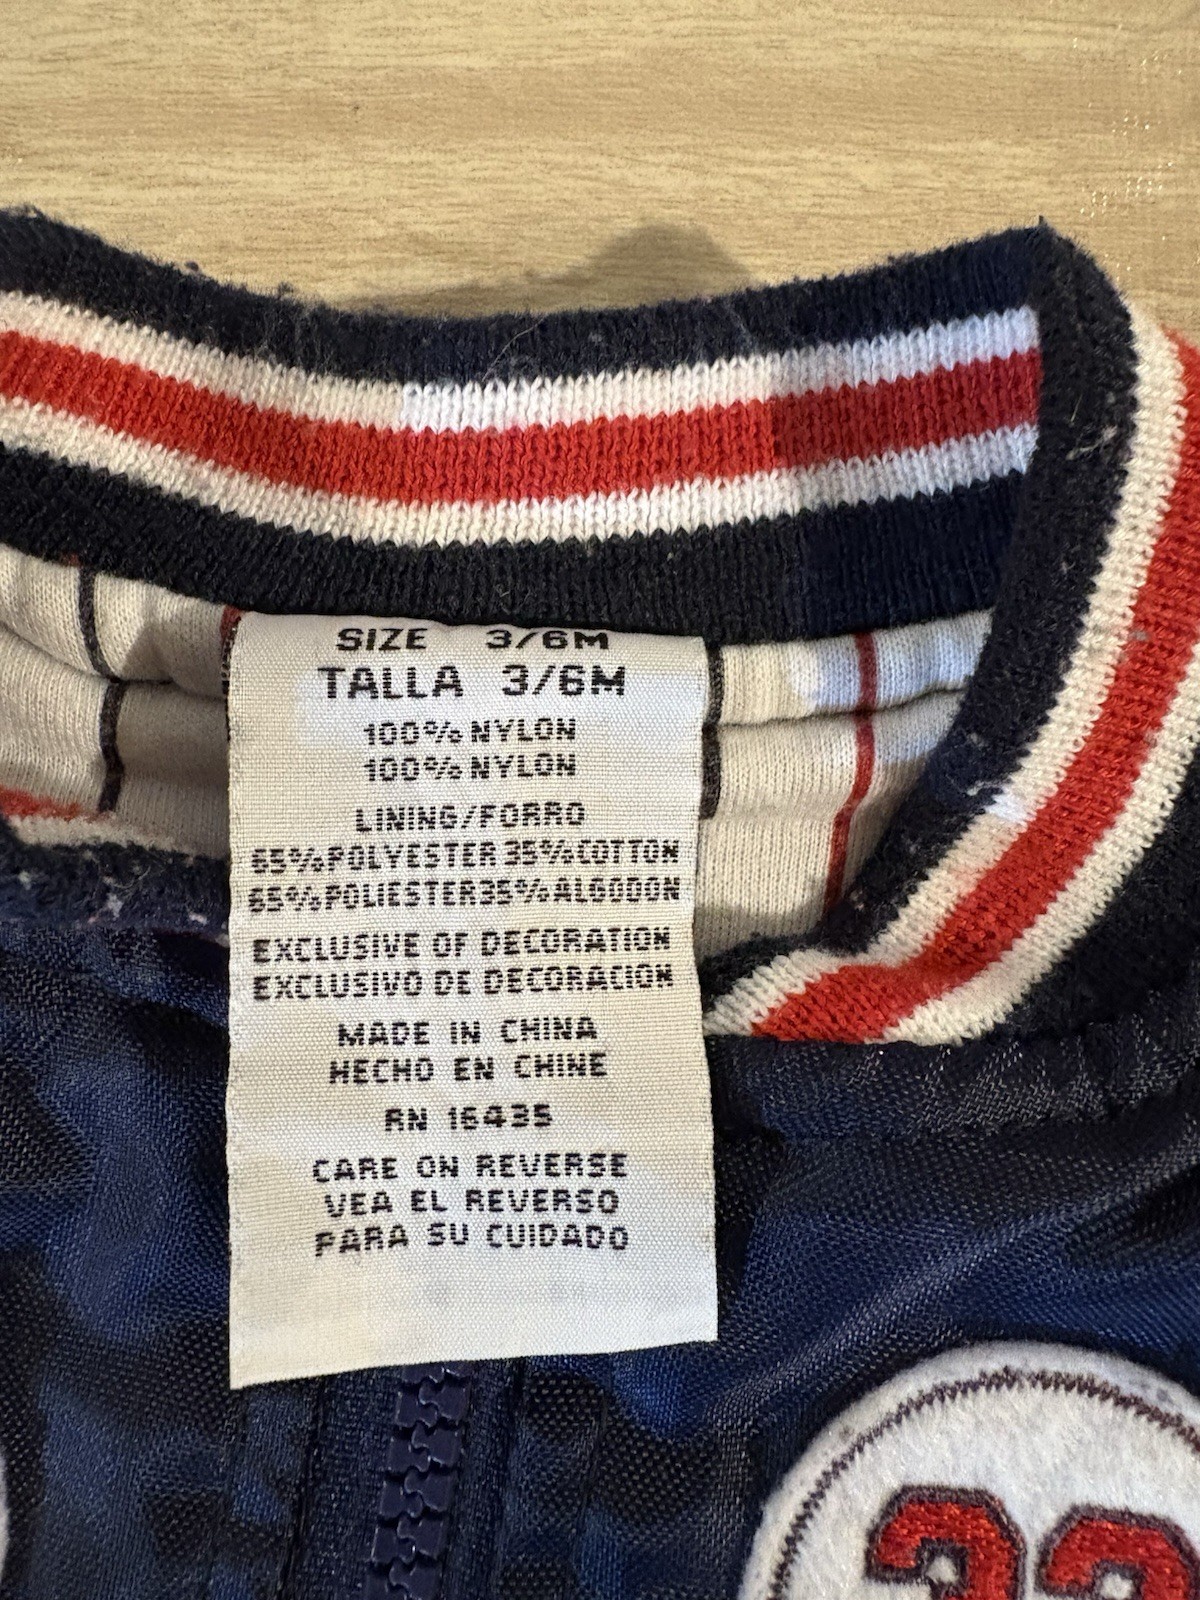 SIZE 3/6M
TALLA 3/6M
100% NYLON
100% NYLON
LINING/FORRO
65% POLYESTER 35% COTTON
65% POLIESTER 35% ALGODON
EXCLUSIVE OF DECORATION
EXCLUSIVO DE DECORACION
MADE IN CHINA
HECHO EN CHINE
RN 16435
CARE ON REVERSE
VEA EL REVERSO
PARA SU CUIDADO